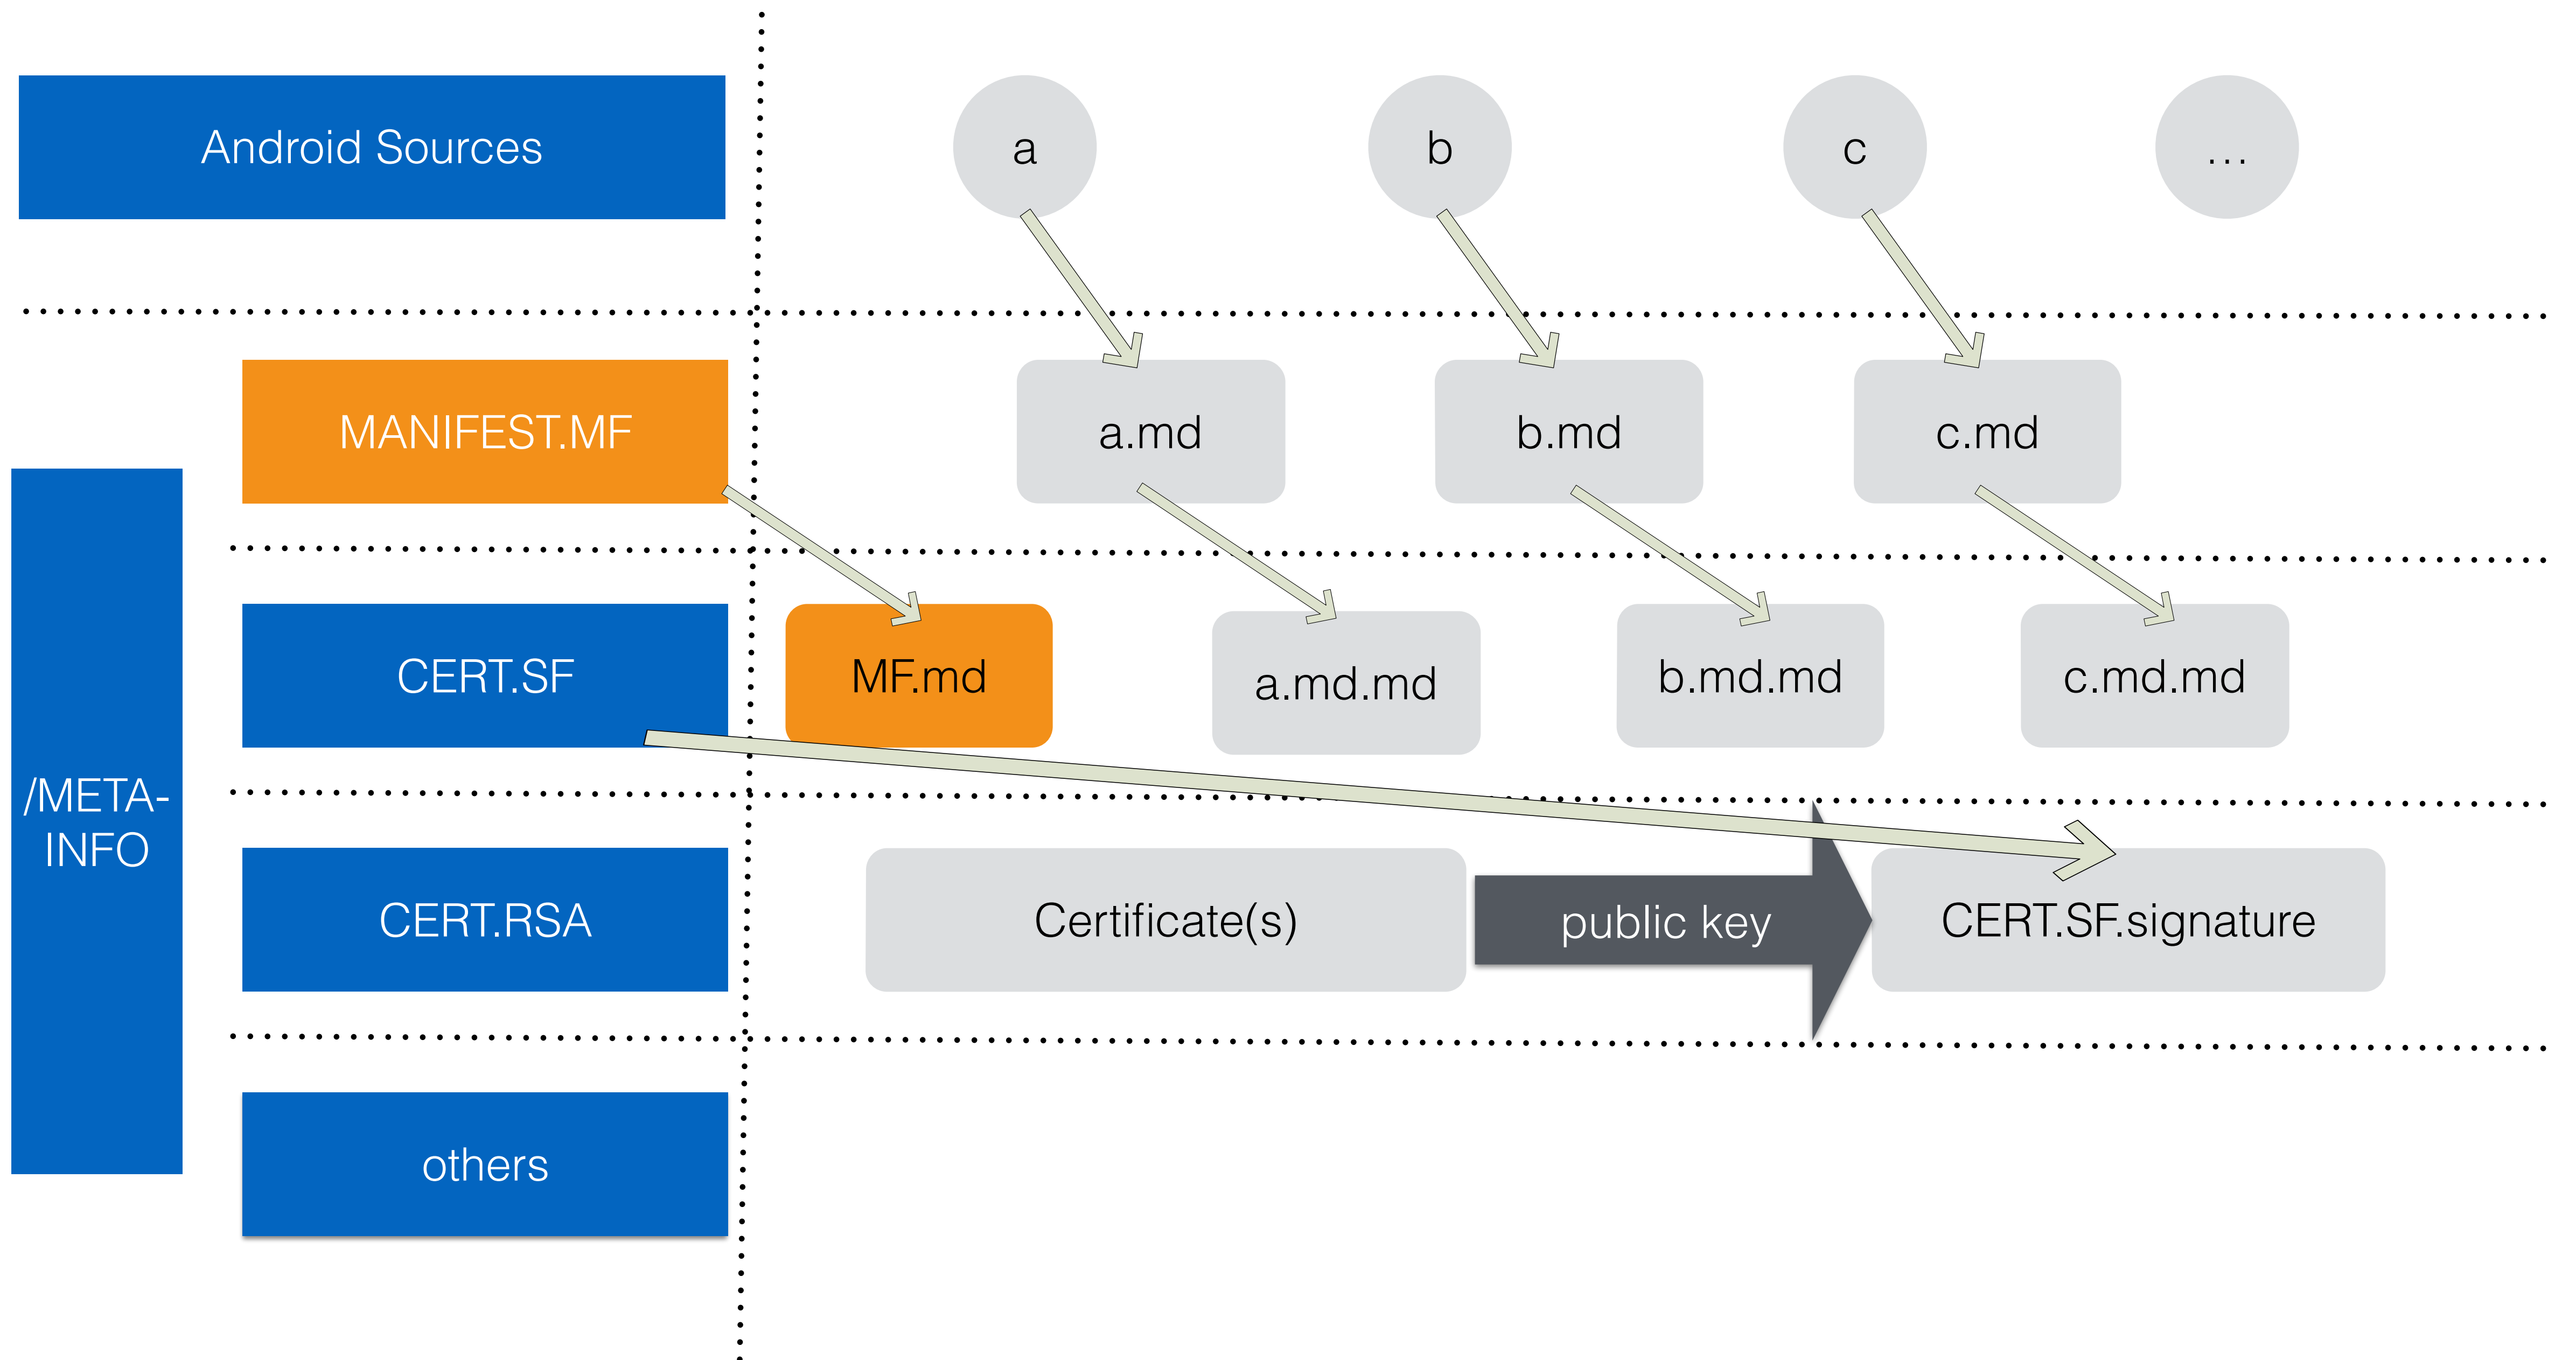 Android Sources
a
b
c
...
MANIFEST.MF
a.md
b.md
c.md
CERT.SF
MF.md
a.md.md
b.md.md
c.md.md
/META-
INFO
CERT.RSA
Certificate(s)
public key
CERT.SF.signature
others